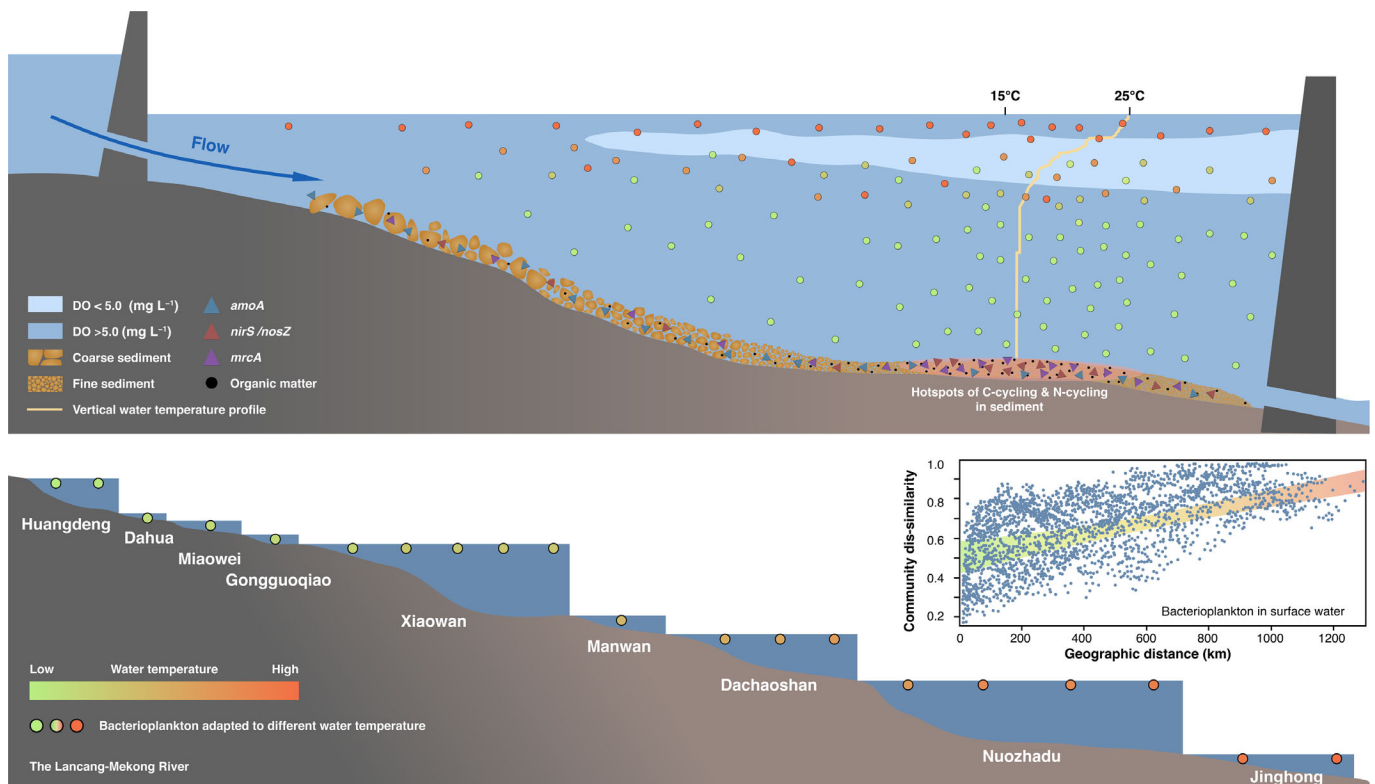 15°C
25°C
Flow
DO < 5.0 (mg L⁻¹)
DO >5.0 (mg L⁻¹)
Coarse sediment
Fine sediment
Vertical water temperature profile
amoA
nirS /nosZ
mrcA
Organic matter
Hotspots of C-cycling & N-cycling
in sediment
Huangdeng
Dahua
Miaowei
Gongguoqiao
Xiaowan
Manwan
Dachaoshan
Nuozhadu
Jinghong
Low
Water temperature
High
Bacterioplankton adapted to different water temperature
The Lancang-Mekong River
Community dis-similarity
1.0
0.8
0.6
0.4
0.2
Bacterioplankton in surface water
0 200 400 600 800 1000 1200
Geographic distance (km)